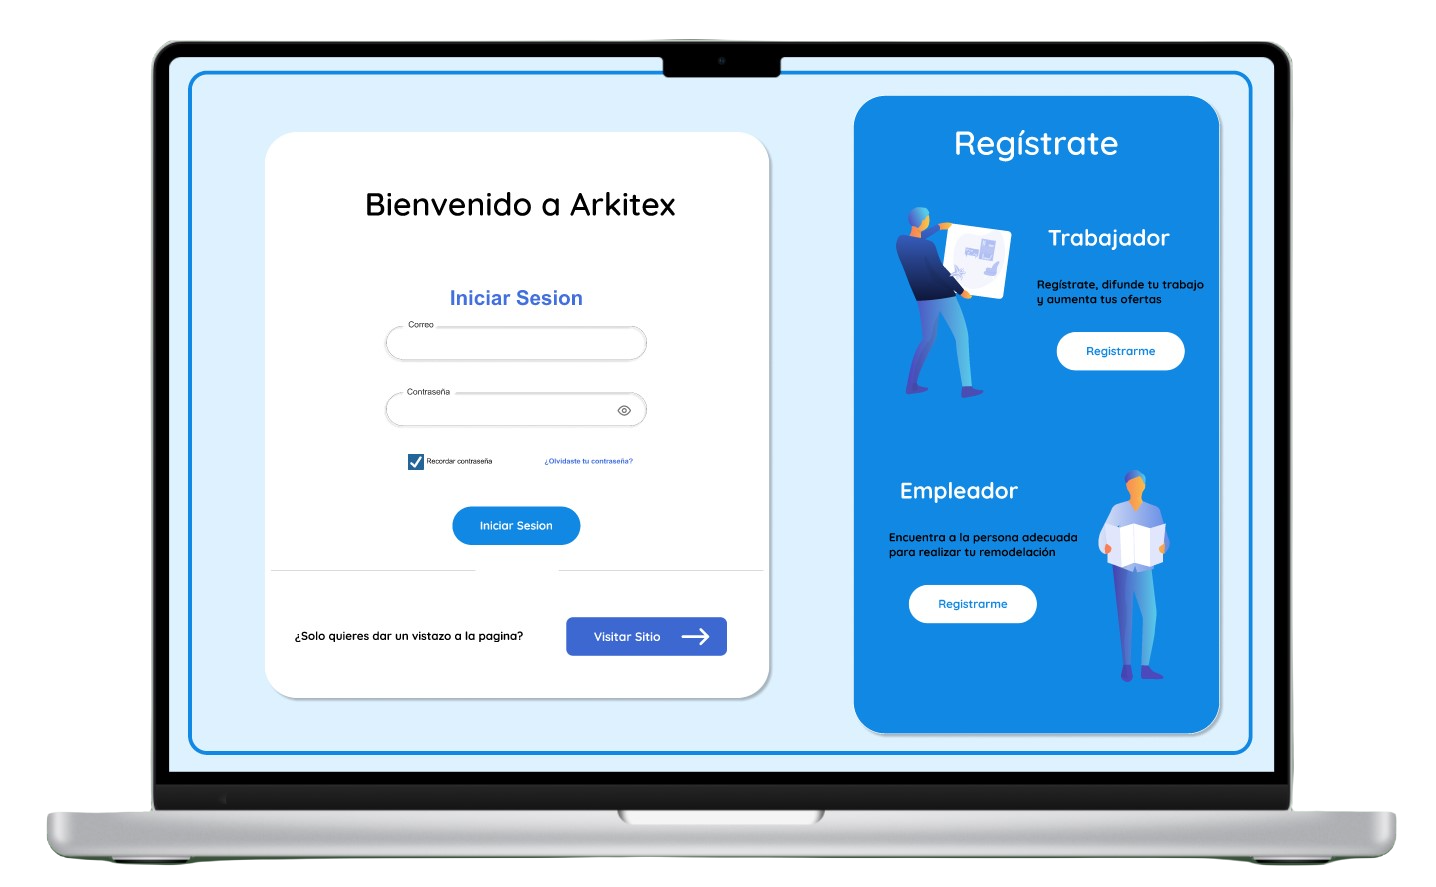 Bienvenido a Arkitex
Iniciar Sesion
Correo
Contraseña
Recordar contraseña
¿Olvidaste tu contraseña?
Iniciar Sesion
¿Solo quieres dar un vistazo a la pagina?
Visitar Sitio
Regístrate
Trabajador
Regístrate, difunde tu trabajo
y aumenta tus ofertas
Registrarme
Empleador
Encuentra a la persona adecuada
para realizar tu remodelación
Registrarme